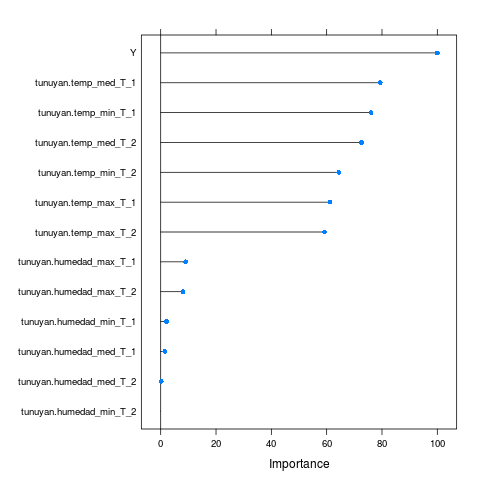 Y
tunuyan.temp_med_T_1
tunuyan.temp_min_T_1
tunuyan.temp_med_T_2
tunuyan.temp_min_T_2
tunuyan.temp_max_T_1
tunuyan.temp_max_T_2
tunuyan.humedad_max_T_1
tunuyan.humedad_max_T_2
tunuyan.humedad_min_T_1
tunuyan.humedad_med_T_1
tunuyan.humedad_med_T_2
tunuyan.humedad_min_T_2
0 20 40 60 80 100
Importance